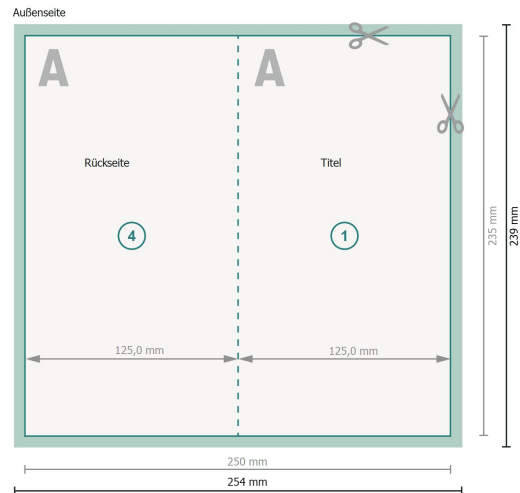 Außenseite
A
A
Rückseite
Titel
4
1
125,0 mm
125,0 mm
235 mm
239 mm
250 mm
254 mm